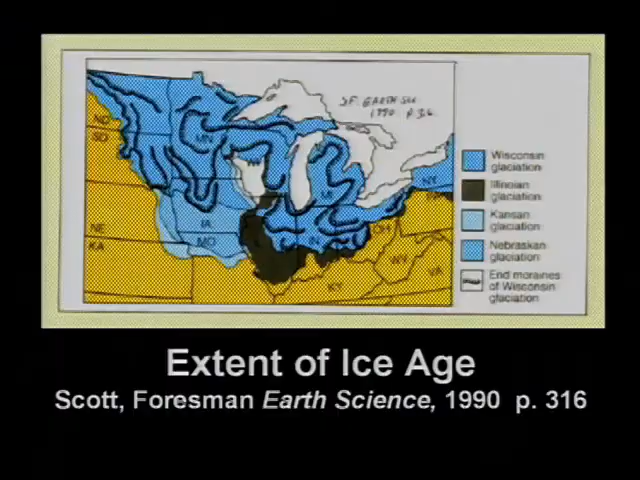 S.F. EARTH SCI.
1990 p. 316
ND
SD
MN
WI
MI
NY
PA
NE
IA
KA
MO
IN
OH
WV
VA
KY
Wisconsin
glaciation
Illinoian
glaciation
Kansan
glaciation
Nebraskan
glaciation
End moraines
of Wisconsin
glaciation
Extent of Ice Age
Scott, Foresman Earth Science, 1990 p. 316